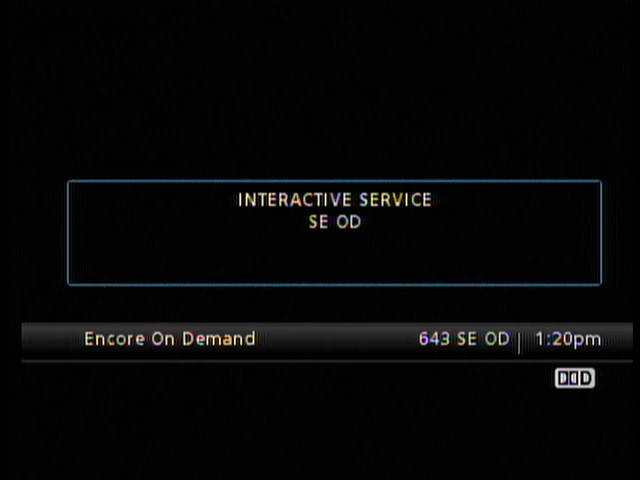 INTERACTIVE SERVICE
SE OD
Encore On Demand 643 SE OD 1:20pm